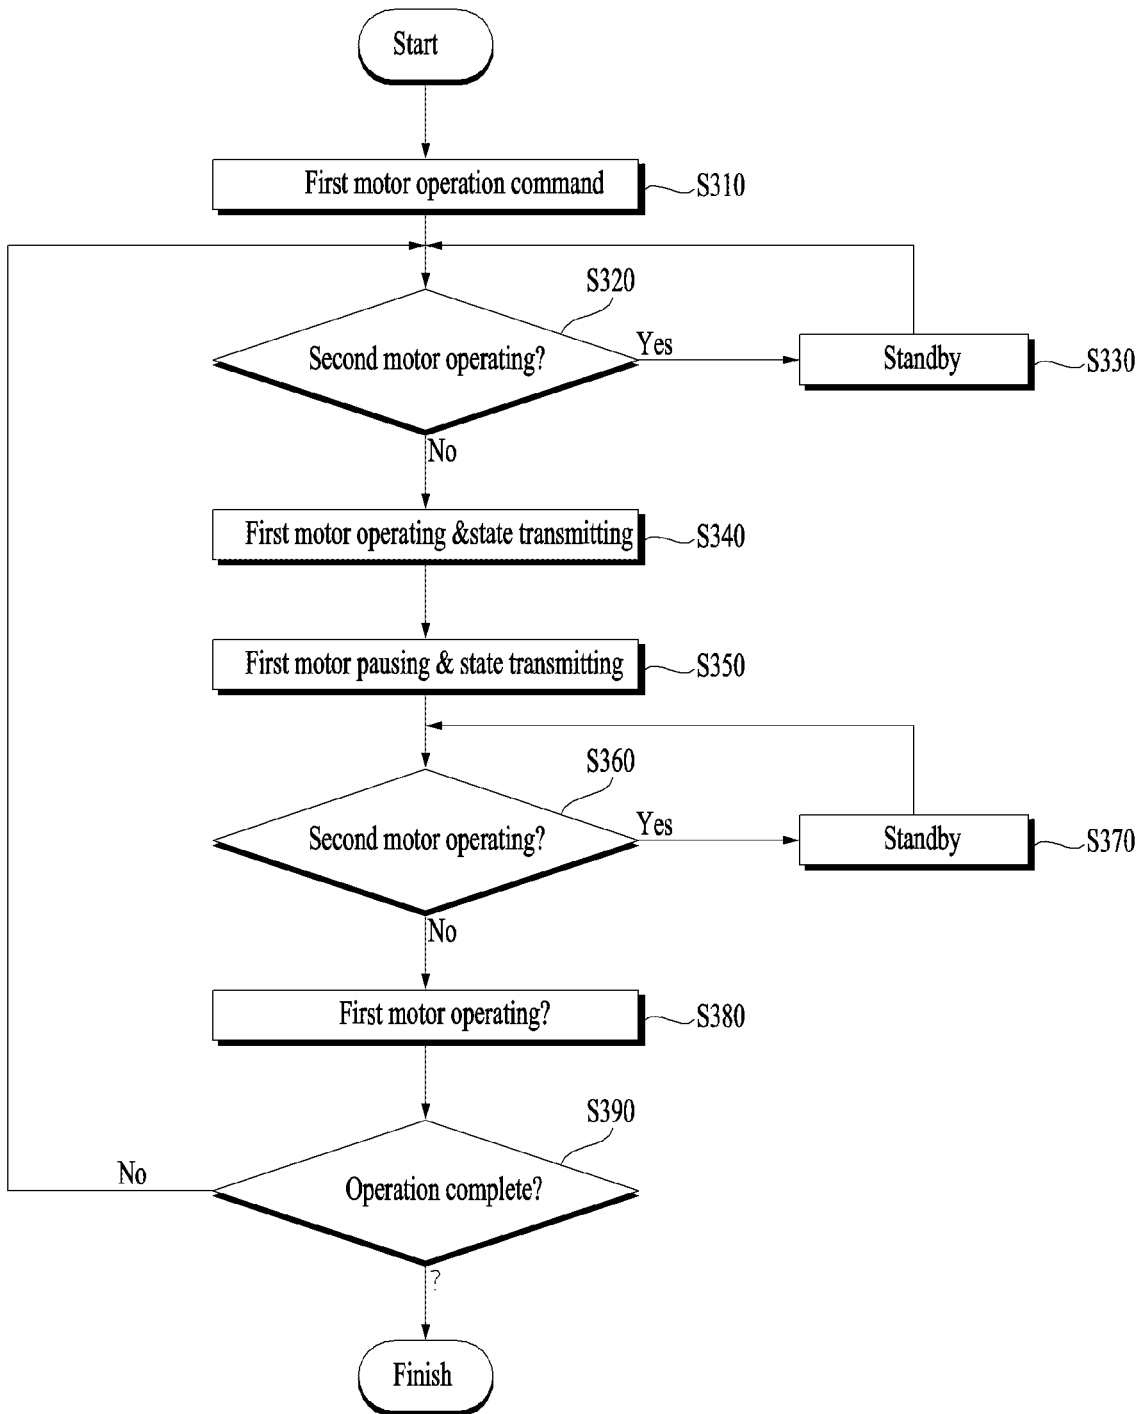 Start
First motor operation command
S310
S320
Second motor operating?
Yes
Standby
S330
No
First motor operating &state transmitting
S340
First motor pausing & state transmitting
S350
S360
Second motor operating?
Yes
Standby
S370
No
First motor operating?
S380
S390
No
Operation complete?
?
Finish